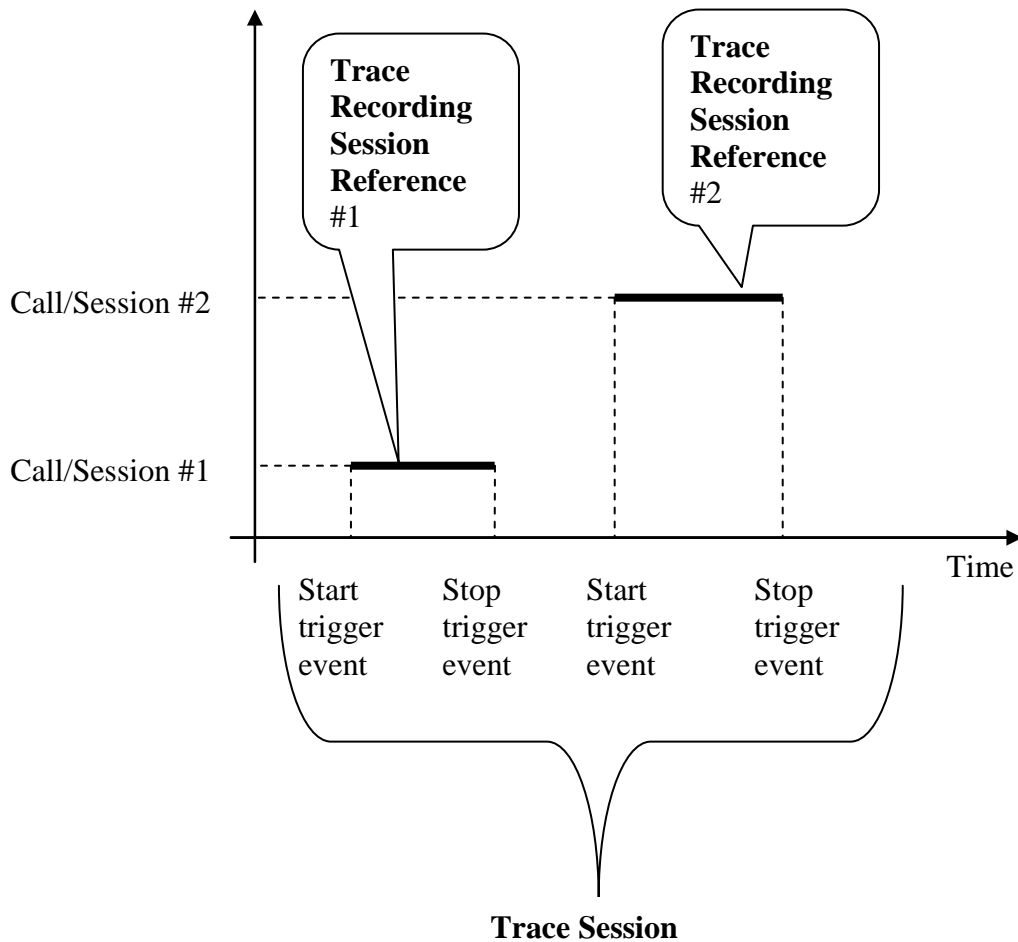 Trace
Recording
Session
Reference
#1
Trace
Recording
Session
Reference
#2
Call/Session #2
Call/Session #1
Time
Start
trigger
event
Stop
trigger
event
Start
trigger
event
Stop
trigger
event
Trace Session